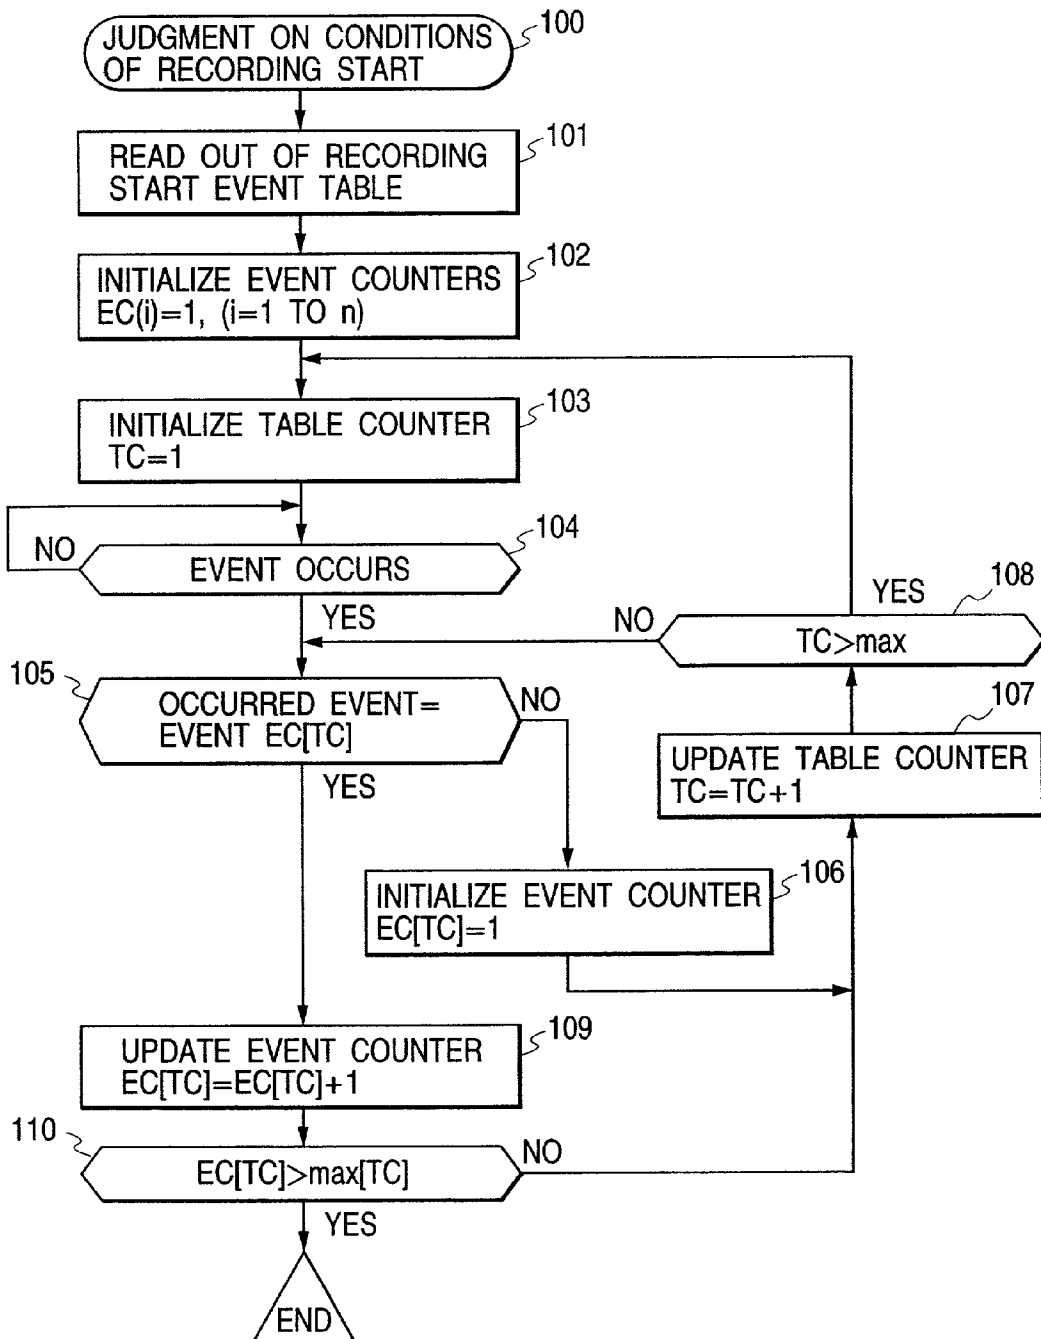 JUDGMENT ON CONDITIONS
OF RECORDING START
100
READ OUT OF RECORDING
START EVENT TABLE
101
INITIALIZE EVENT COUNTERS
EC(i)=1, (i=1 TO n)
102
INITIALIZE TABLE COUNTER
TC=1
103
NO
EVENT OCCURS
104
YES
NO
YES
108
TC>max
105
OCCURRED EVENT=
EVENT EC[TC]
NO
YES
107
UPDATE TABLE COUNTER
TC=TC+1
INITIALIZE EVENT COUNTER
EC[TC]=1
106
UPDATE EVENT COUNTER
EC[TC]=EC[TC]+1
109
110
EC[TC]>max[TC]
NO
YES
END